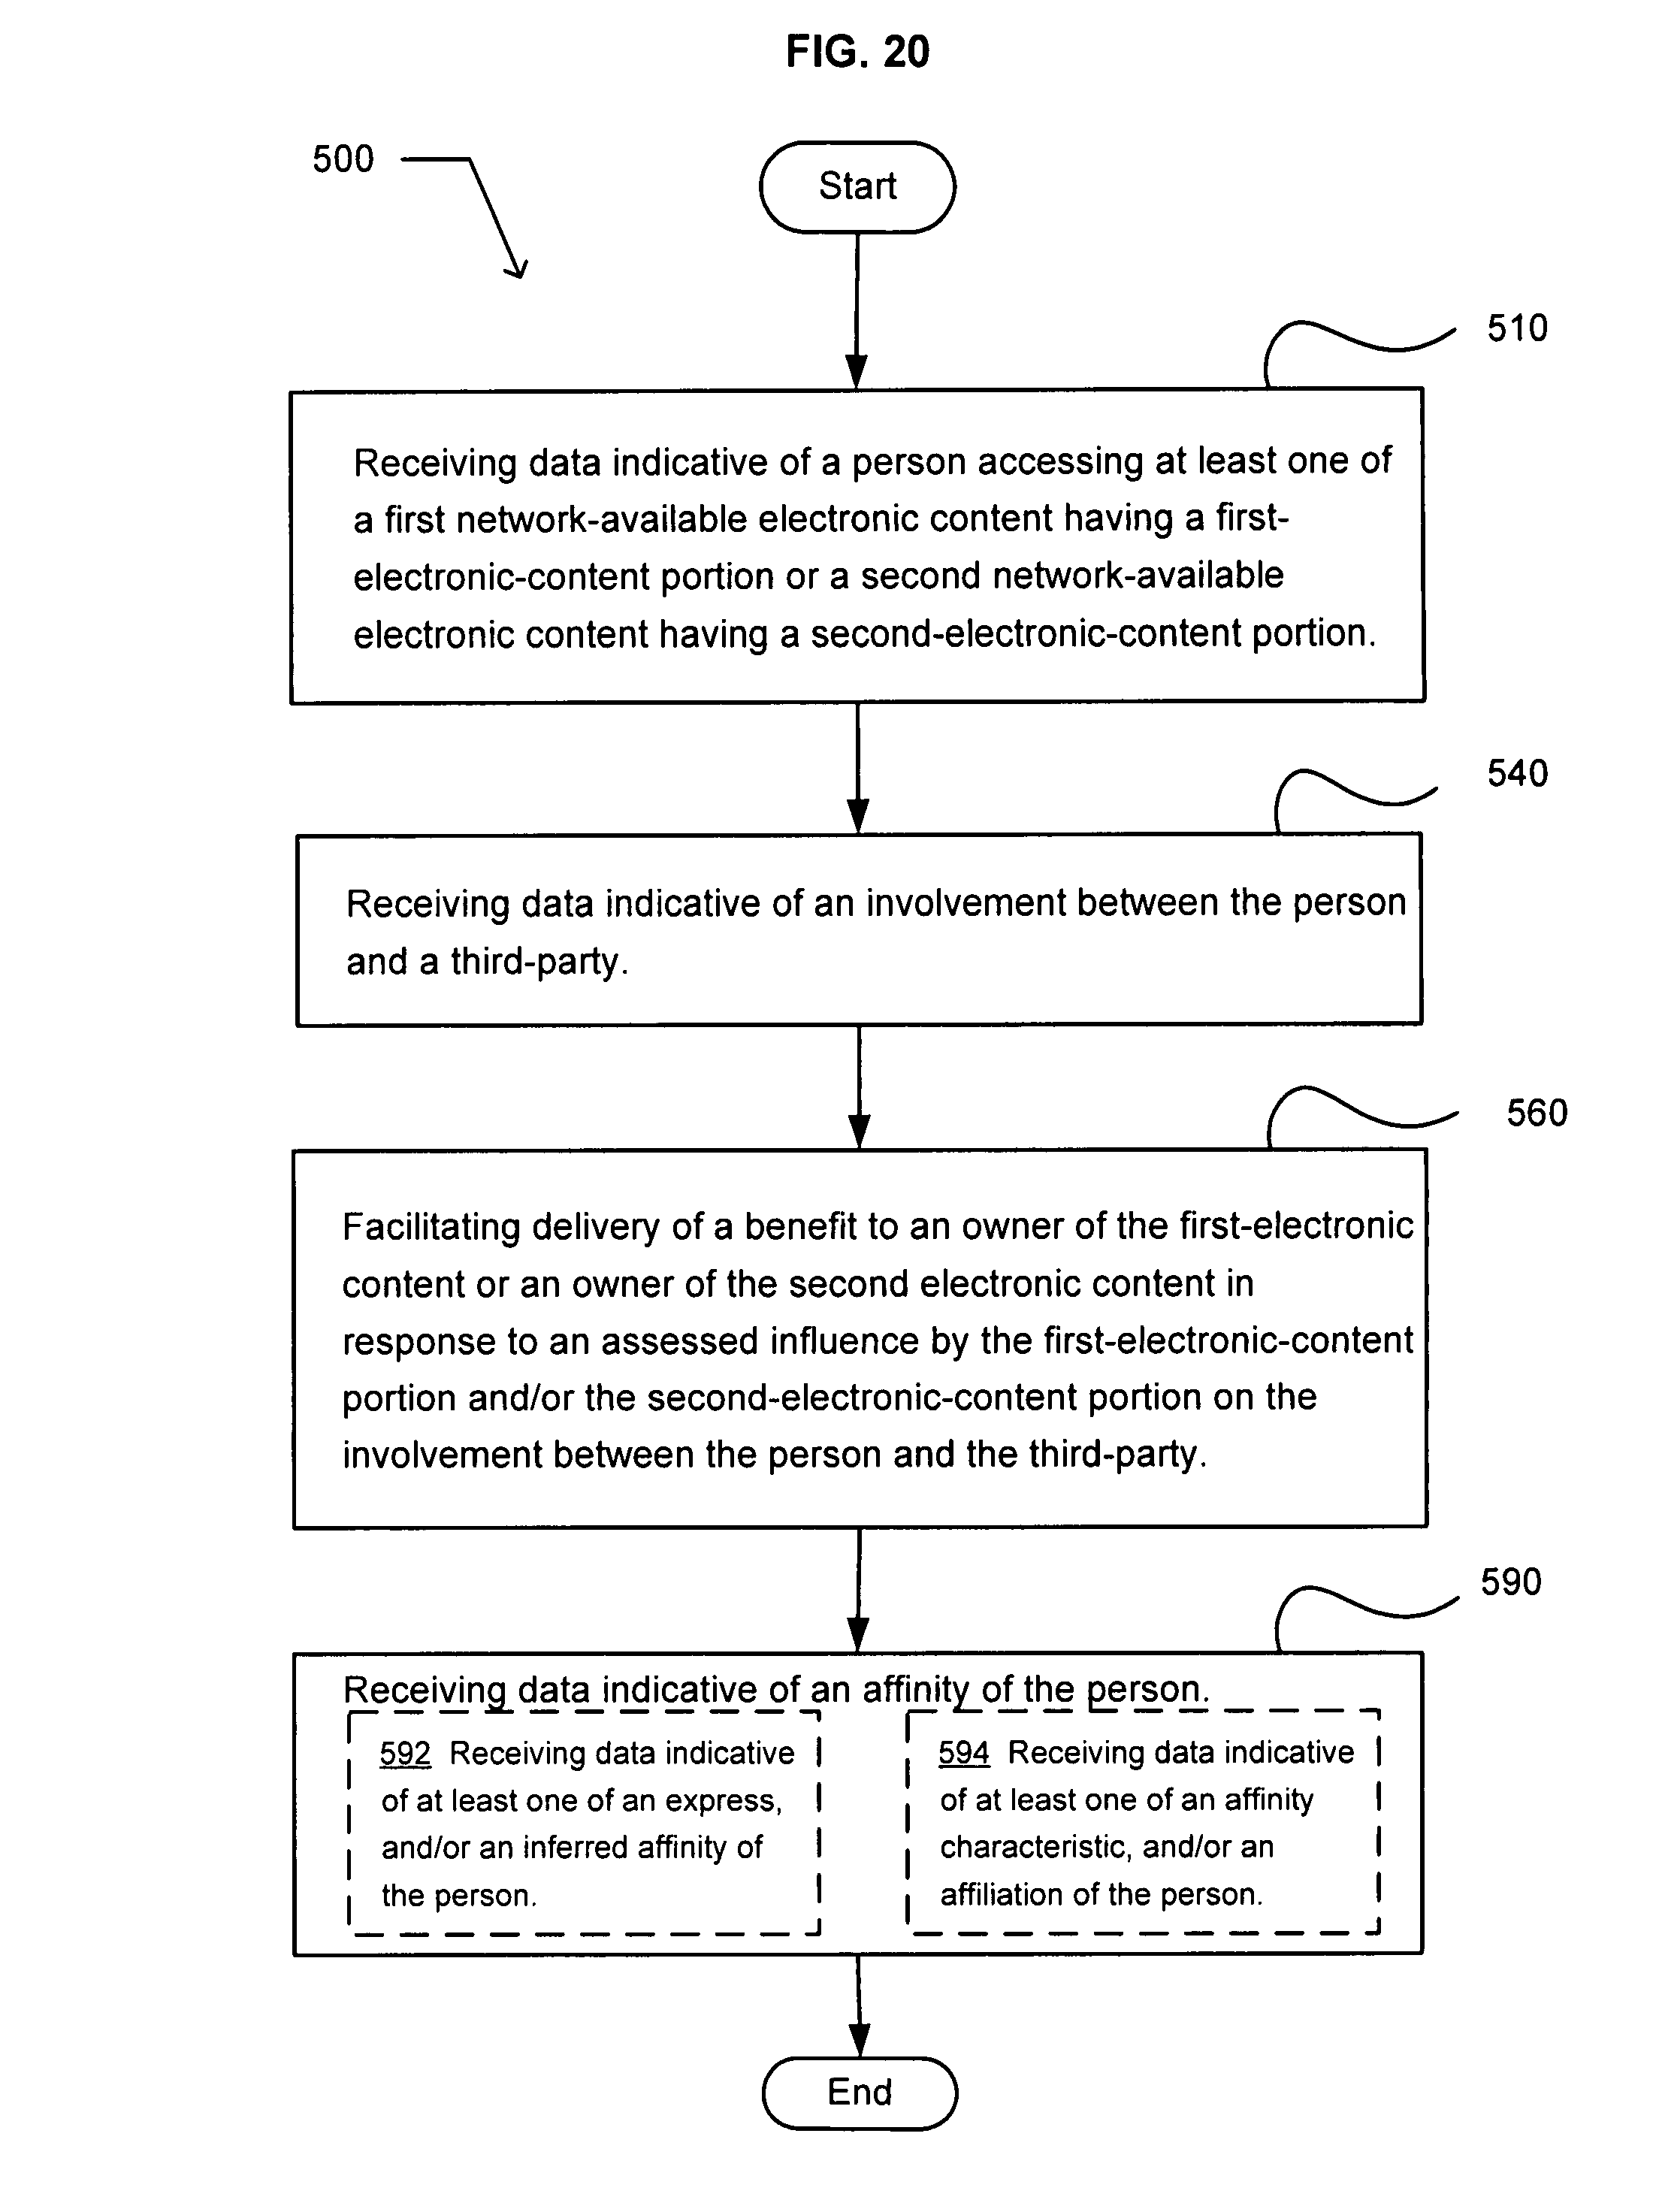 FIG. 20
500
Start
510
Receiving data indicative of a person accessing at least one of
a first network-available electronic content having a first-
electronic-content portion or a second network-available
electronic content having a second-electronic-content portion.
540
Receiving data indicative of an involvement between the person
and a third-party.
560
Facilitating delivery of a benefit to an owner of the first-electronic
content or an owner of the second electronic content in
response to an assessed influence by the first-electronic-content
portion and/or the second-electronic-content portion on the
involvement between the person and the third-party.
590
Receiving data indicative of an affinity of the person.
592 Receiving data indicative
of at least one of an express,
and/or an inferred affinity of
the person.
594 Receiving data indicative
of at least one of an affinity
characteristic, and/or an
affiliation of the person.
End